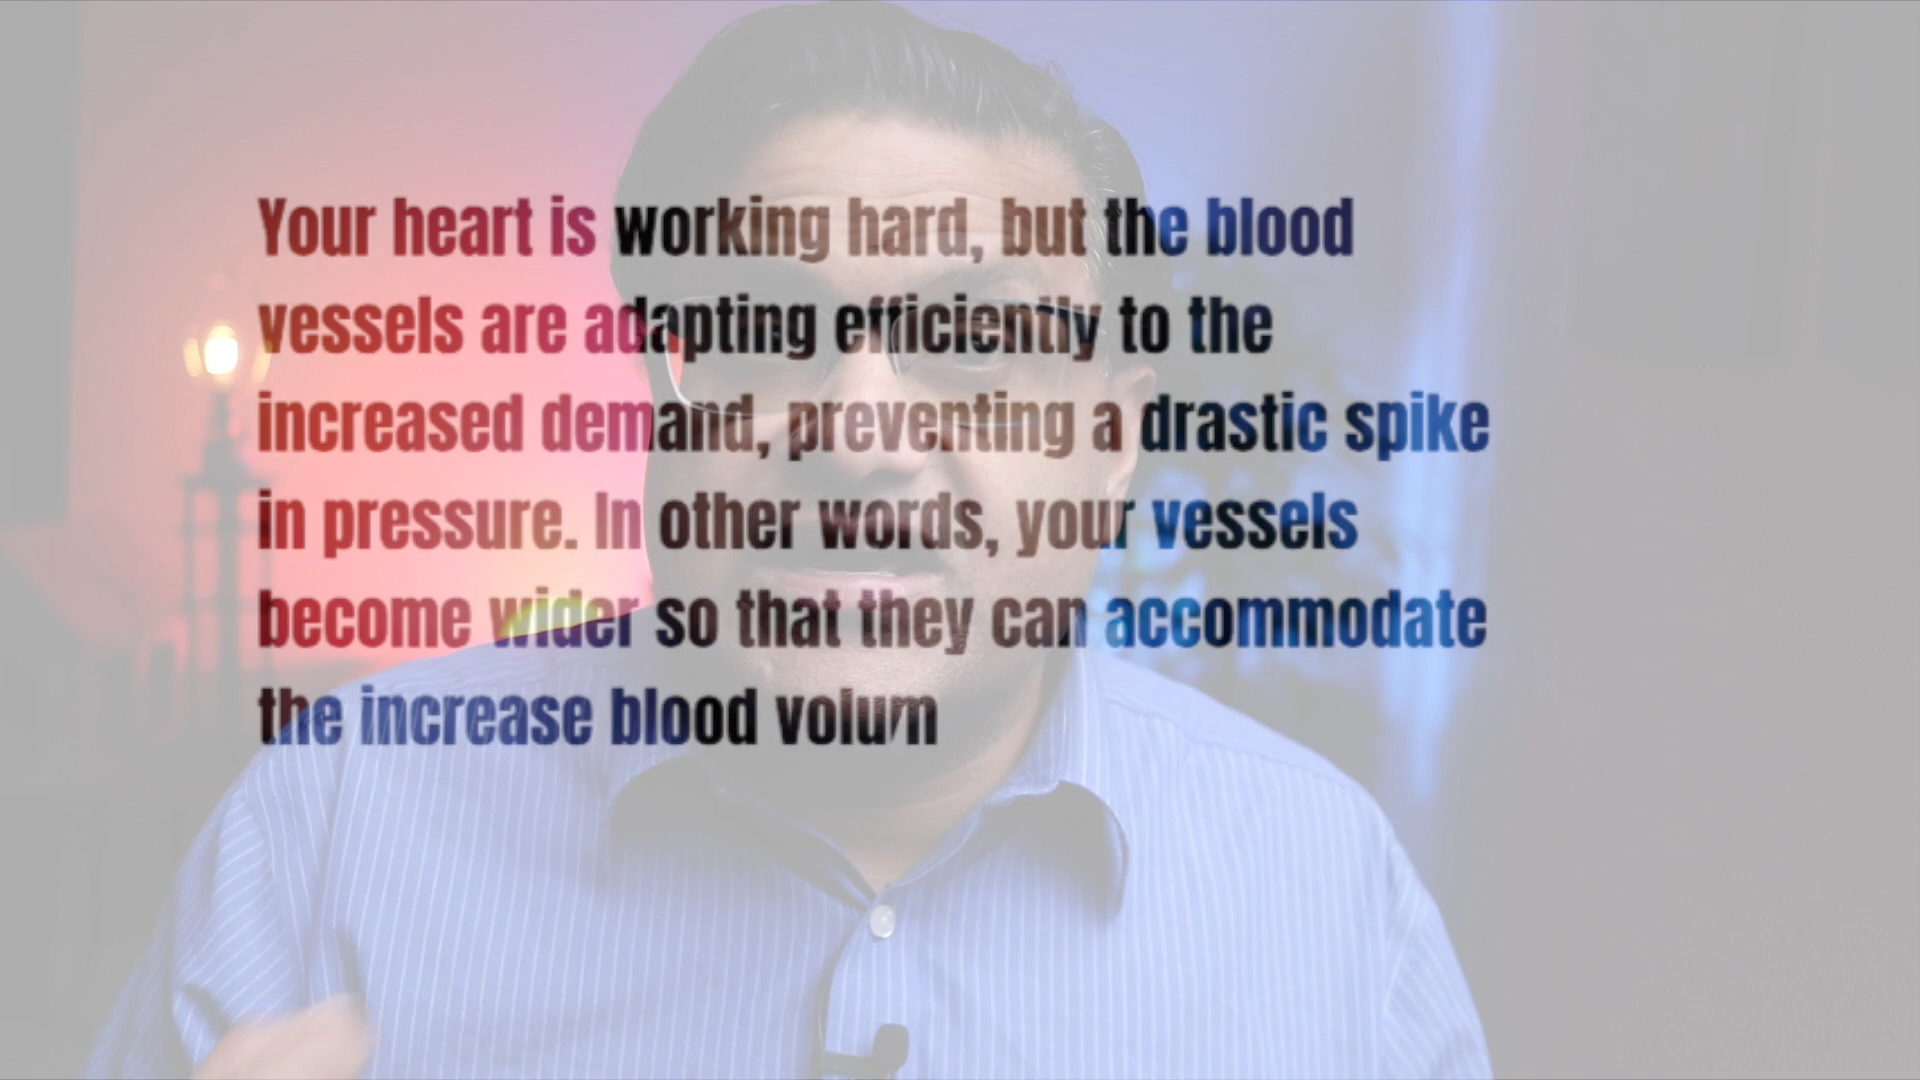 Your heart is working hard, but the blood
vessels are adapting efficiently to the
increased demand, preventing a drastic spike
in pressure. In other words, your vessels
become wider so that they can accommodate
the increase blood volum